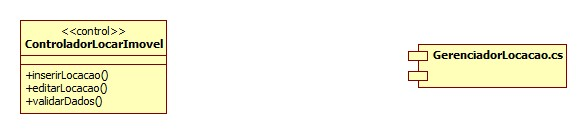 <<control>>
ControladorLocarImovel
+inserirLocacao()
+editarLocacao()
+validarDados()
GerenciadorLocacao.cs